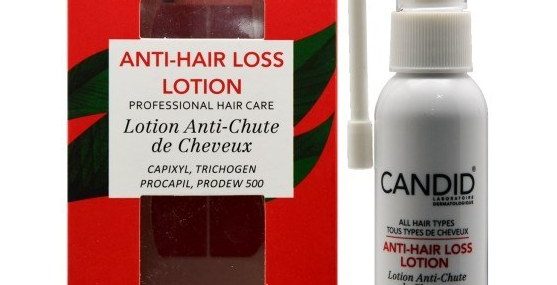 ANTI-HAIR LOSS
LOTION
PROFESSIONAL HAIR CARE
Lotion Anti-Chute
de Cheveux
CAPIXYL, TRICHOGEN
PROCAPIL, PRODEW 500
CANDID®
LABORATOIRE
DERMATOLOGIQUE
ALL HAIR TYPES
TOUS TYPES DE CHEVEUX
ANTI-HAIR LOSS
LOTION
Lotion Anti-Chute